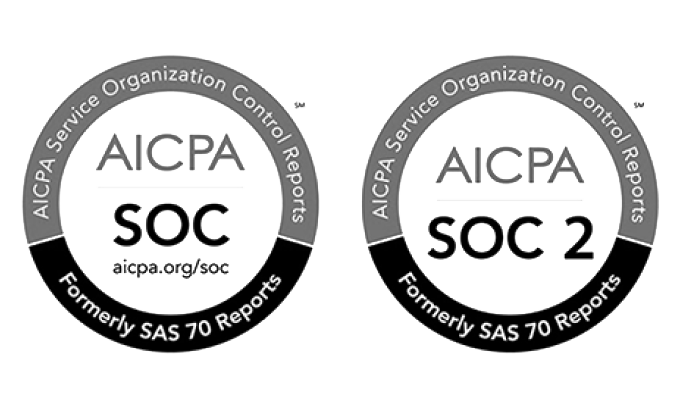 AICPA Service Organization Control Reports
℠
AICPA
SOC
aicpa.org/soc
Formerly SAS 70 Reports
AICPA Service Organization Control Reports
℠
AICPA
SOC 2
Formerly SAS 70 Reports